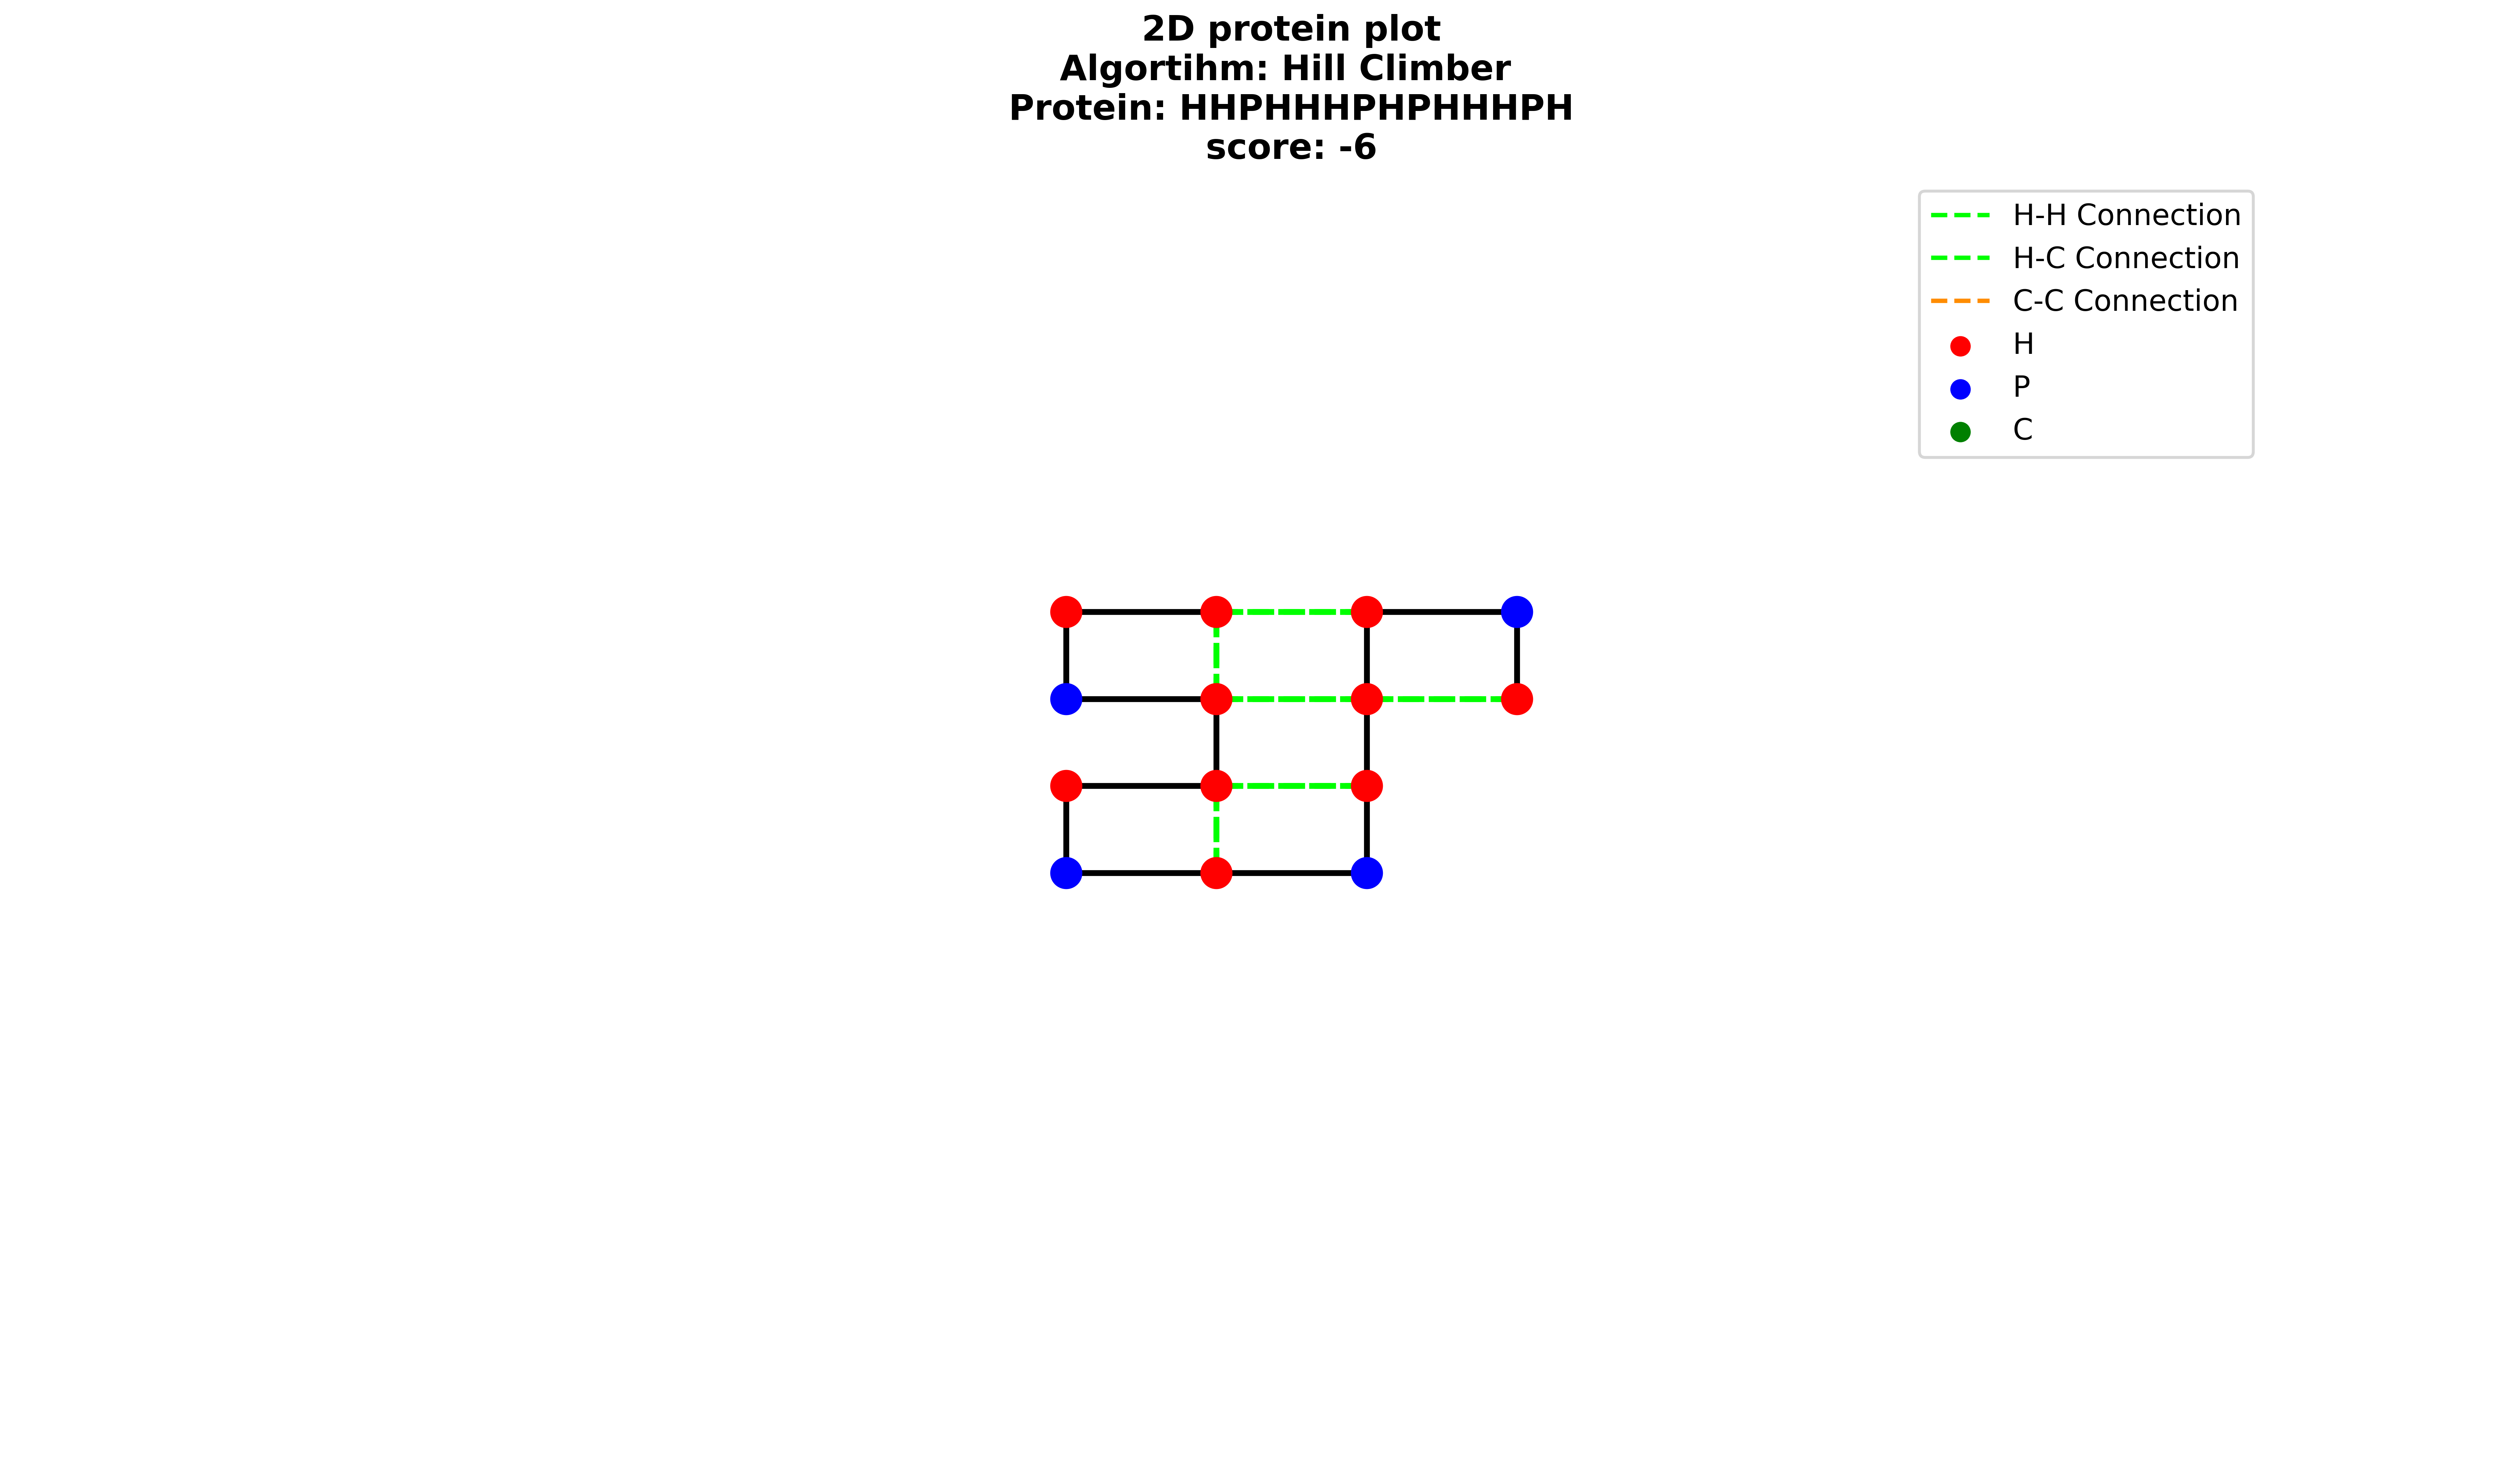 2D protein plot
Algortihm: Hill Climber
Protein: HHPHHHPHPHHHPH
score: -6
H-H Connection
H-C Connection
C-C Connection
H
P
C